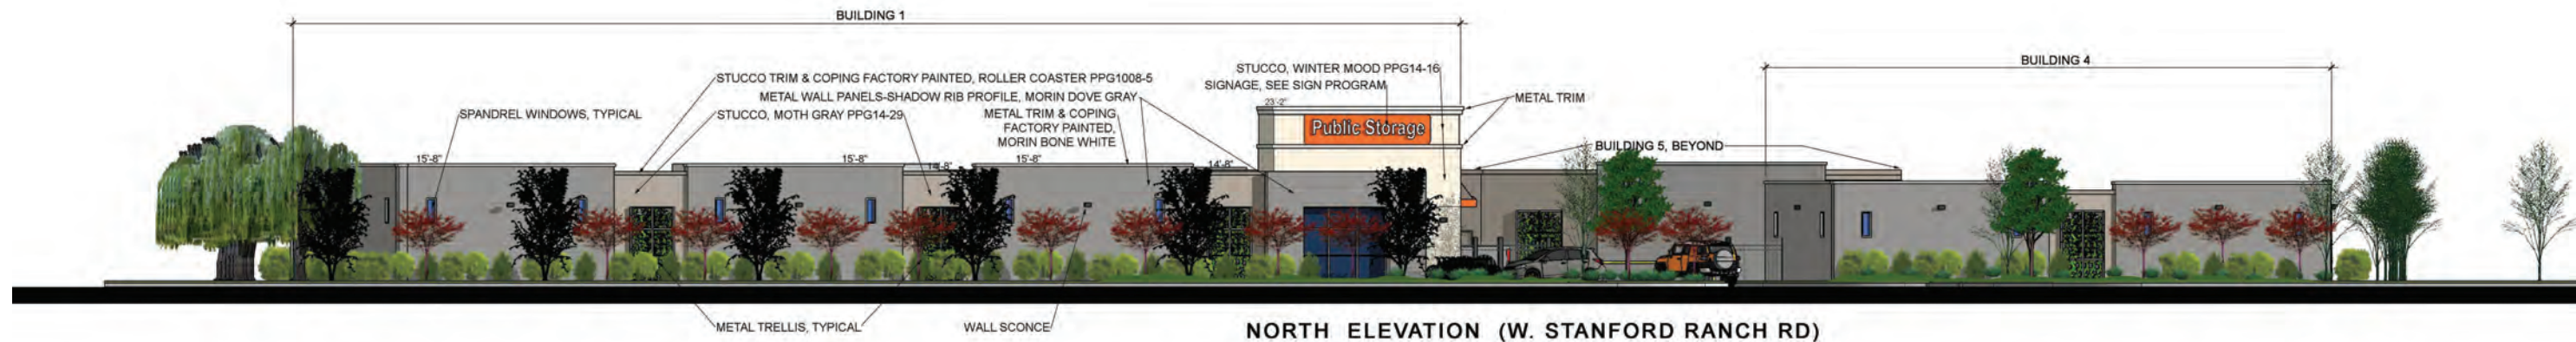 BUILDING 1
BUILDING 4
STUCCO, WINTER MOOD PPG14-16
STUCCO TRIM & COPING FACTORY PAINTED, ROLLER COASTER PPG1008-5
SIGNAGE, SEE SIGN PROGRAM
METAL WALL PANELS-SHADOW RIB PROFILE, MORIN DOVE GRAY
METAL TRIM
23'-2"
SPANDREL WINDOWS, TYPICAL
STUCCO, MOTH GRAY PPG14-29
METAL TRIM & COPING
FACTORY PAINTED,
MORIN BONE WHITE
Public Storage
BUILDING 5, BEYOND
15'-8"
15'-8"
14'-8"
15'-8"
14'-8"
METAL TRELLIS, TYPICAL
WALL SCONCE
NORTH ELEVATION (W. STANFORD RANCH RD)